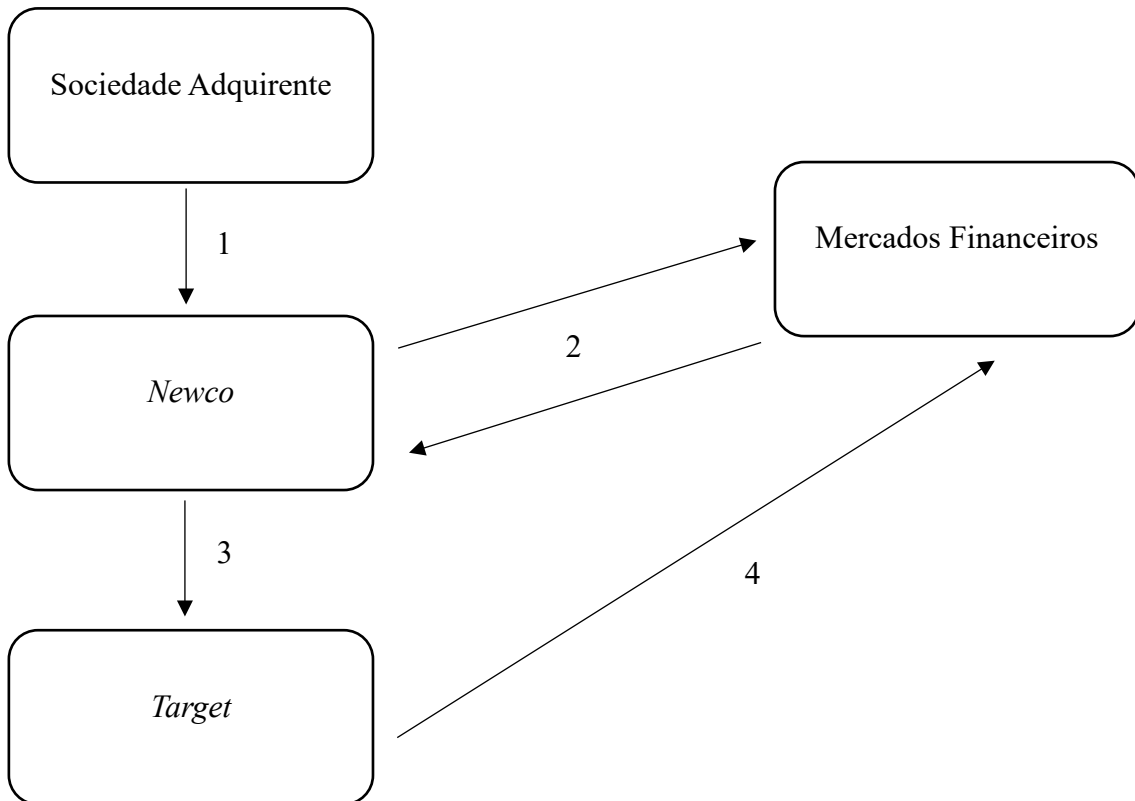 Sociedade Adquirente
1
Mercados Financeiros
2
Newco
3
4
Target